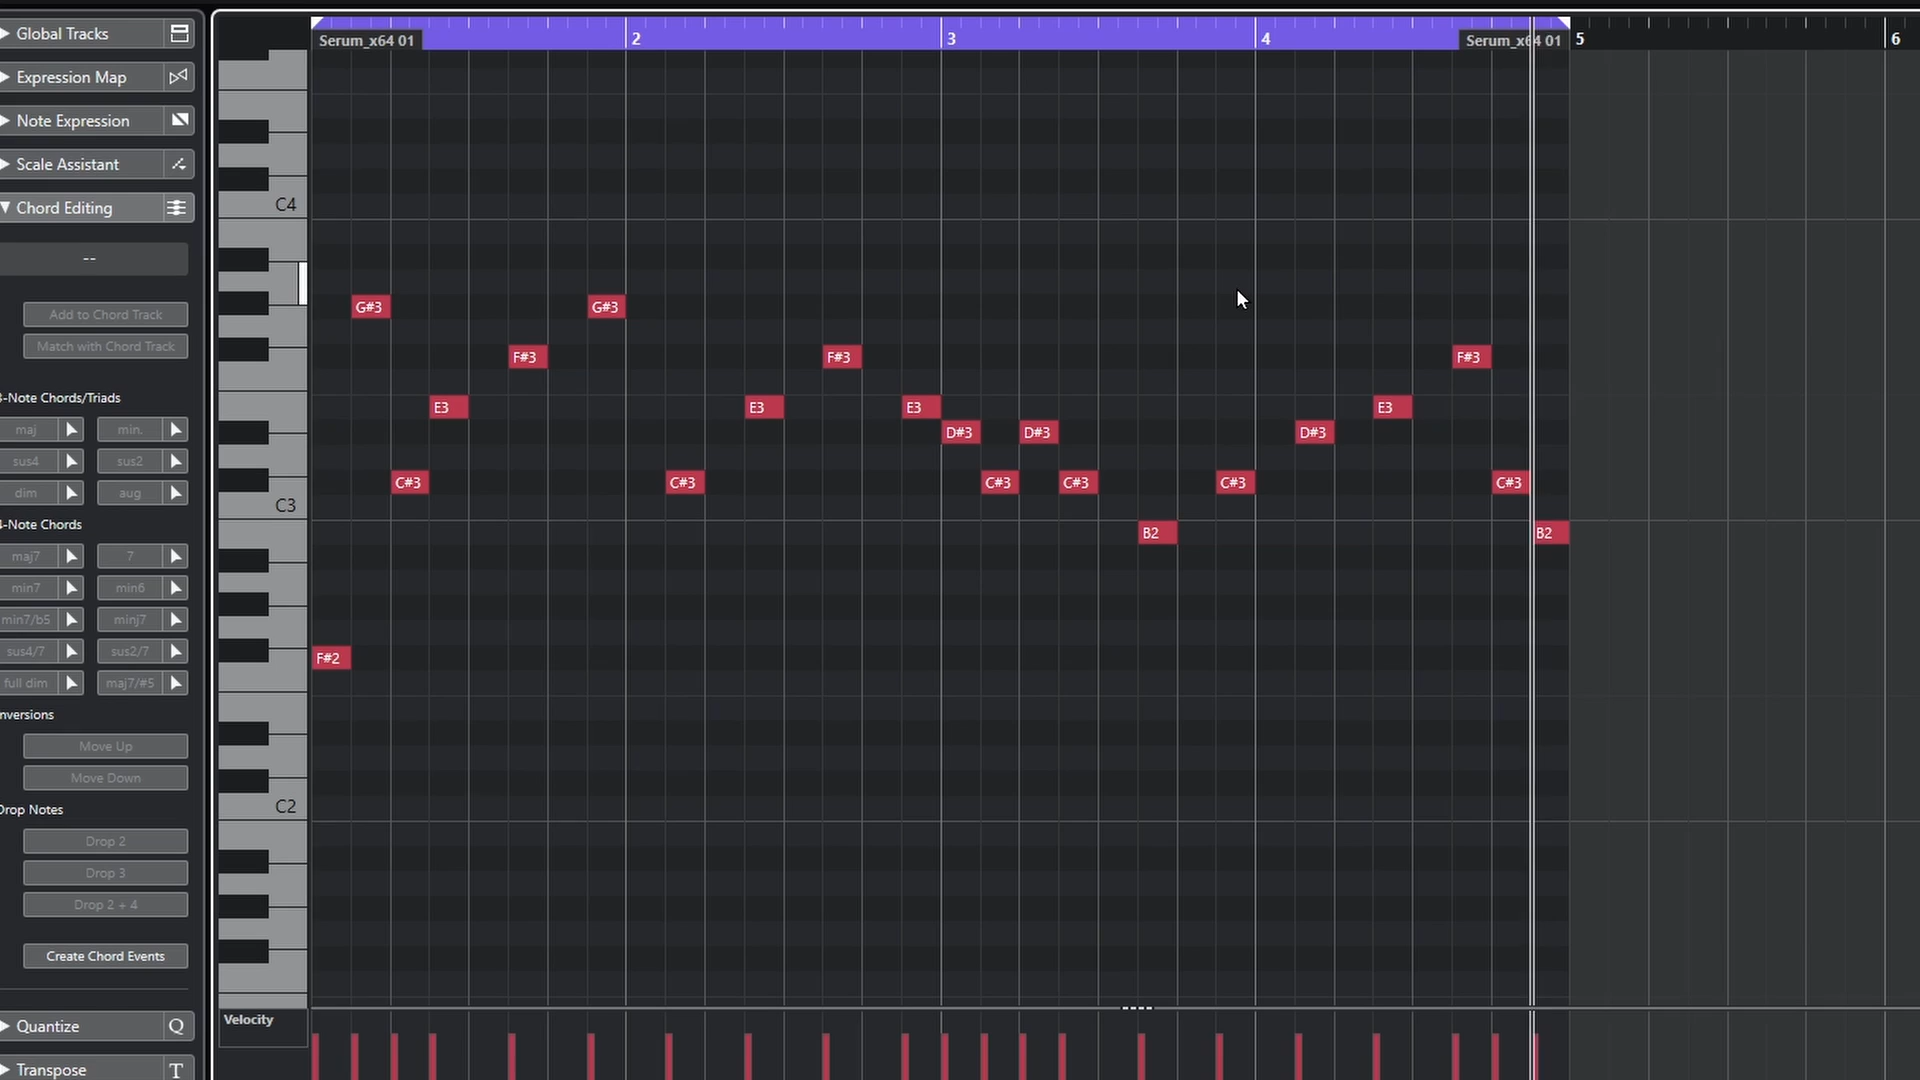 Global Tracks
Expression Map
Note Expression
Scale Assistant
Chord Editing
--
Add to Chord Track
Match with Chord Track
3-Note Chords/Triads
maj min.
sus4 sus2
dim aug
4-Note Chords
maj7 7
min7 min6
min7/b5 minj7
sus4/7 sus2/7
full dim maj7/#5
nversions
Move Up
Move Down
Drop Notes
Drop 2
Drop 3
Drop 2 + 4
Create Chord Events
Quantize Q
Transpose T
Serum_x64 01 2 3 4 Serum_x64 01 5 6
C4
G#3 G#3
F#3 F#3 F#3
E3 E3 E3 E3
D#3 D#3 D#3
C#3 C#3 C#3 C#3 C#3 C#3
C3
B2 B2
F#2
C2
Velocity